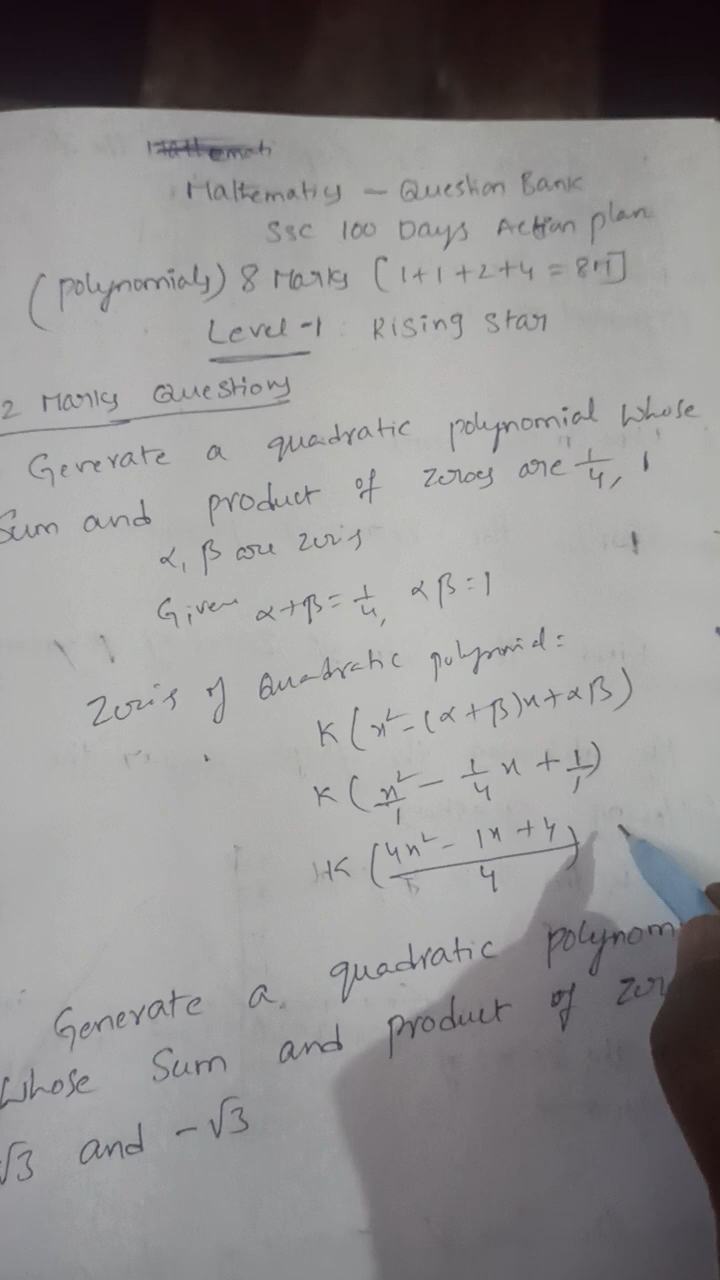 Mathematics - Question Bank
SSC 100 Days Action plan
(polynomials) 8 Marks [1+1+2+4 = 8M]
Level-1 : Rising Star
2 Marks Questions
Generate a quadratic polynomial whose
Sum and product of zeroes are 1/4, 1
α, β are zeris
Given α+β = 1/4, αβ = 1
Zeris of Quadratic polynomial =
K (x² - (α+β)x + αβ)
K (x²/1 - 1/4 x + 1/1)
K ((4x² - 1x + 4)/4)
Generate a quadratic polynom
whose Sum and product of zer
√3 and -√3